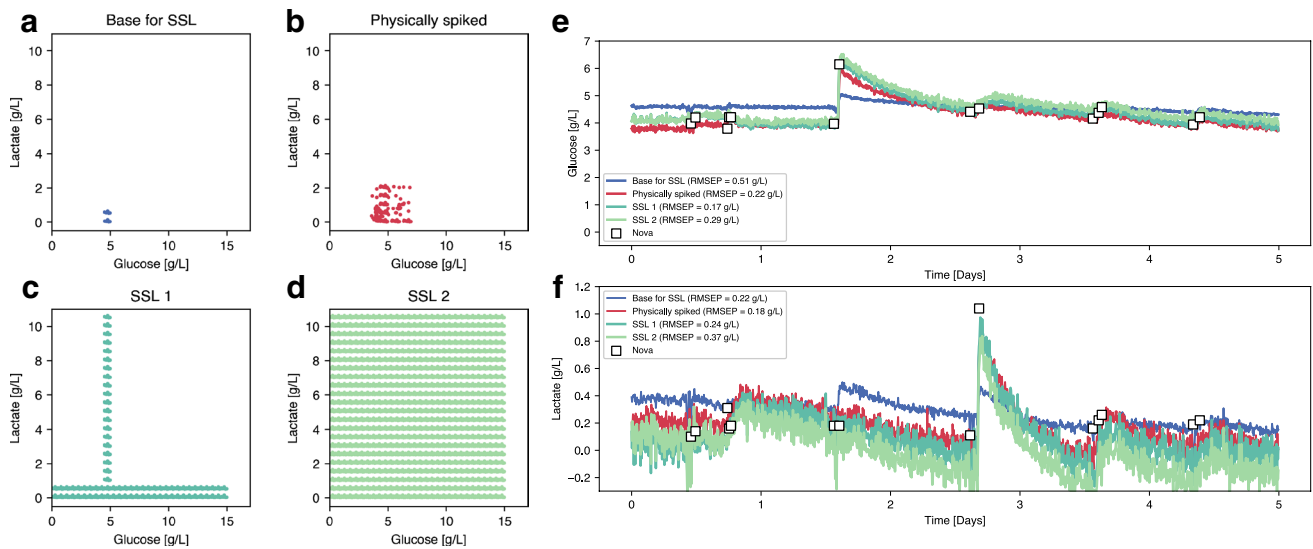 a
Base for SSL
Lactate [g/L]
10
8
6
4
2
0
0 5 10 15
Glucose [g/L]
b
Physically spiked
Lactate [g/L]
10
8
6
4
2
0
0 5 10 15
Glucose [g/L]
c
SSL 1
Lactate [g/L]
10
8
6
4
2
0
0 5 10 15
Glucose [g/L]
d
SSL 2
Lactate [g/L]
10
8
6
4
2
0
0 5 10 15
Glucose [g/L]
e
Glucose [g/L]
7
6
5
4
3
2
1
0
Base for SSL (RMSEP = 0.51 g/L)
Physically spiked (RMSEP = 0.22 g/L)
SSL 1 (RMSEP = 0.17 g/L)
SSL 2 (RMSEP = 0.29 g/L)
Nova
0 1 2 3 4 5
Time [Days]
f
Lactate [g/L]
1.2
1.0
0.8
0.6
0.4
0.2
0.0
−0.2
Base for SSL (RMSEP = 0.22 g/L)
Physically spiked (RMSEP = 0.18 g/L)
SSL 1 (RMSEP = 0.24 g/L)
SSL 2 (RMSEP = 0.37 g/L)
Nova
0 1 2 3 4 5
Time [Days]